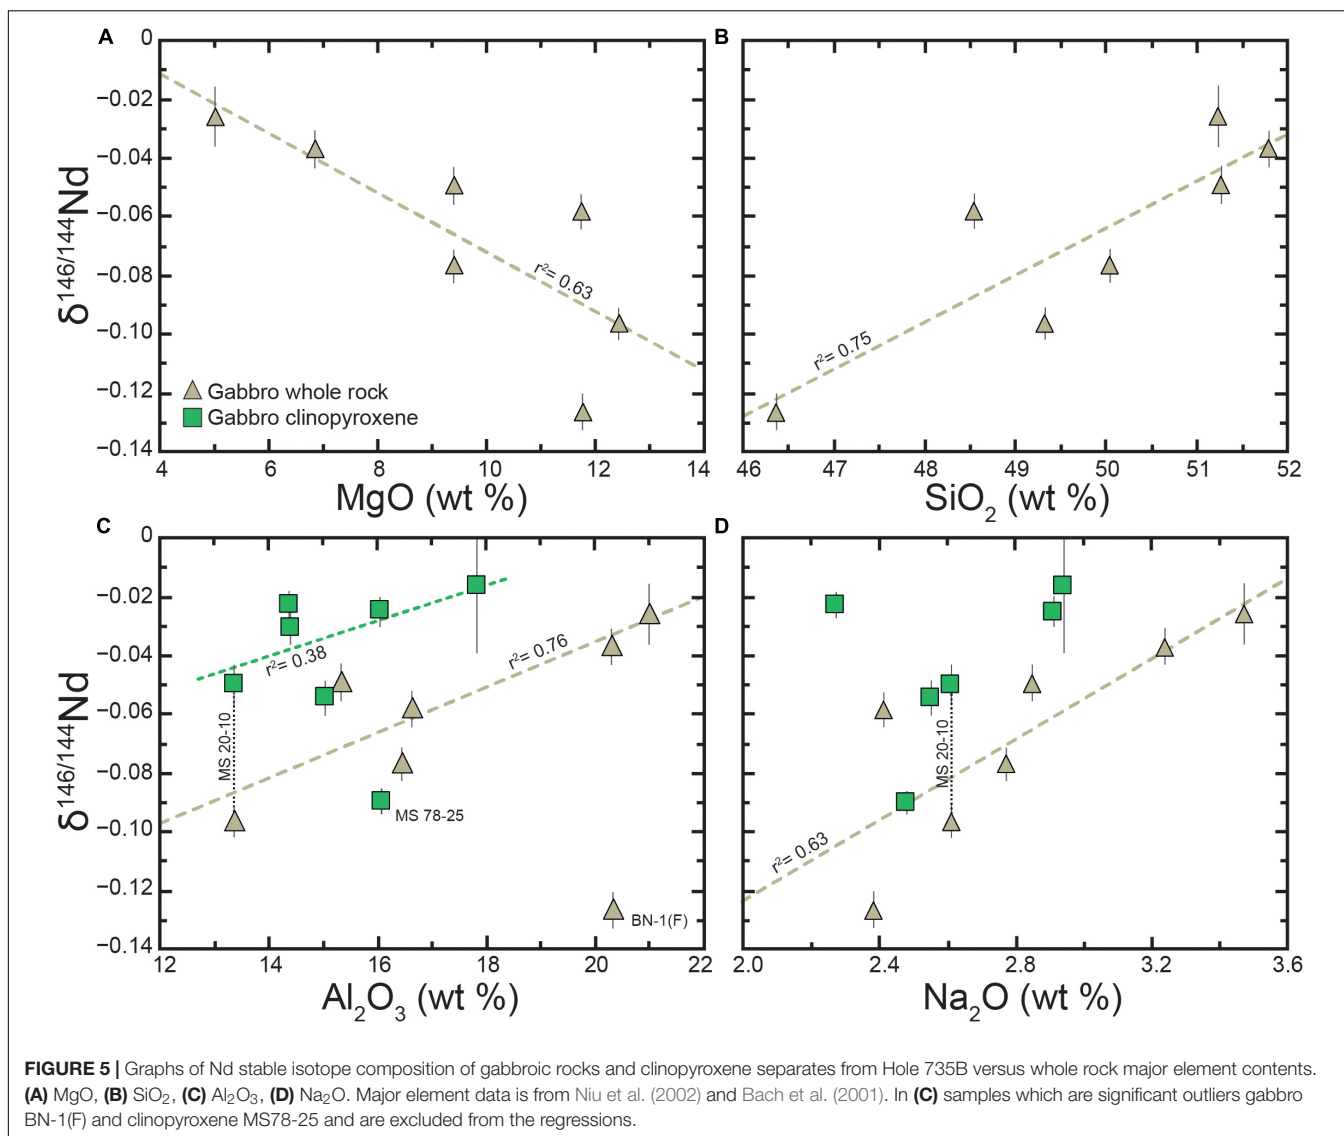 A
0
−0.02
−0.04
−0.06
−0.08
−0.10
−0.12
−0.14
δ146/144Nd
r2= 0.63
Gabbro whole rock
Gabbro clinopyroxene
4 6 8 10 12 14
MgO (wt %)
B
r2= 0.75
46 47 48 49 50 51 52
SiO2 (wt %)
C
0
−0.02
−0.04
−0.06
−0.08
−0.10
−0.12
−0.14
δ146/144Nd
r2= 0.38
r2= 0.76
MS 20-10
MS 78-25
BN-1(F)
12 14 16 18 20 22
Al2O3 (wt %)
D
MS 20-10
r2= 0.63
2.0 2.4 2.8 3.2 3.6
Na2O (wt %)
FIGURE 5 | Graphs of Nd stable isotope composition of gabbroic rocks and clinopyroxene separates from Hole 735B versus whole rock major element contents.
(A) MgO, (B) SiO2, (C) Al2O3, (D) Na2O. Major element data is from Niu et al. (2002) and Bach et al. (2001). In (C) samples which are significant outliers gabbro
BN-1(F) and clinopyroxene MS78-25 and are excluded from the regressions.